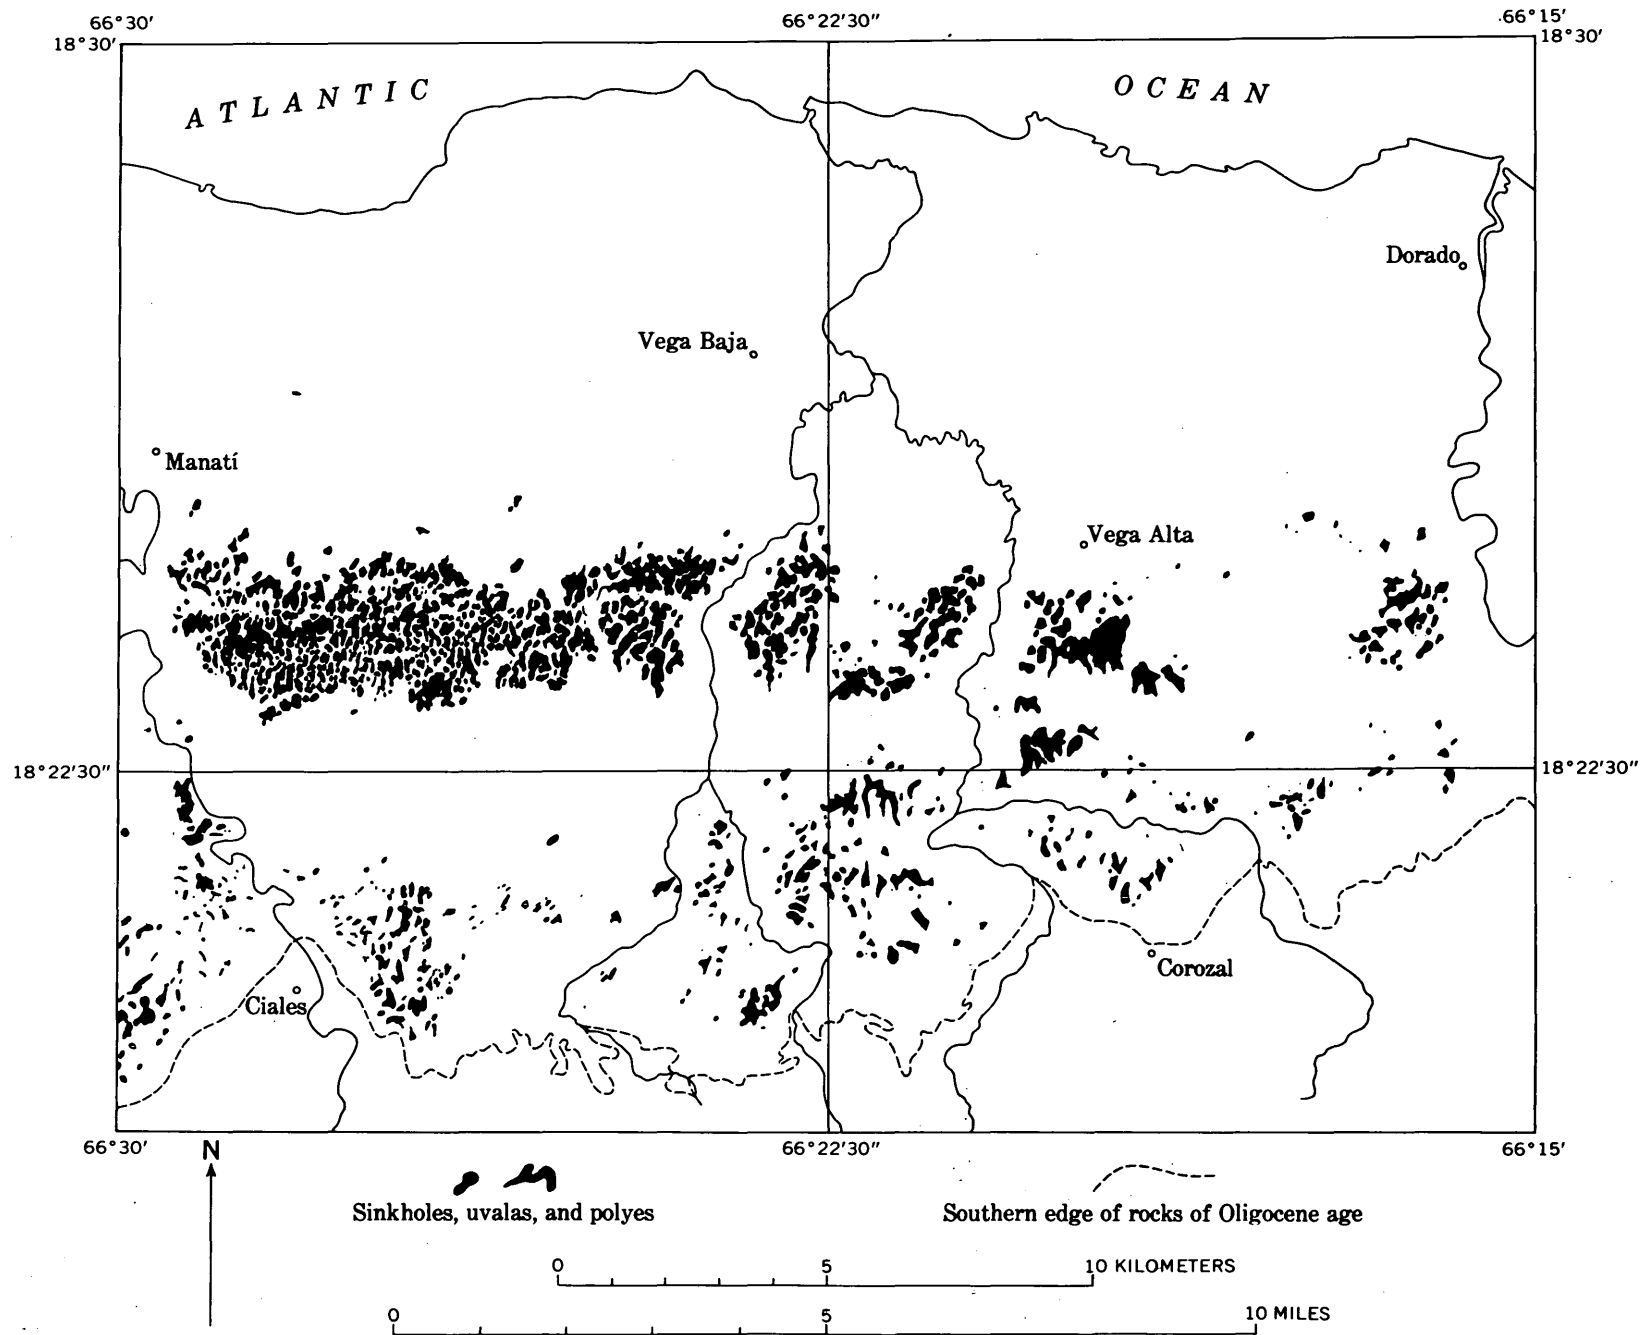 66°30′ 66°22′30″ 66°15′
18°30′ 18°30′
ATLANTIC OCEAN
Dorado
Vega Baja
Manatí
Vega Alta
18°22′30″ 18°22′30″
Corozal
Ciales
66°30′ 66°22′30″ 66°15′
N
Sinkholes, uvalas, and polyes Southern edge of rocks of Oligocene age
0 5 10 KILOMETERS
0 5 10 MILES